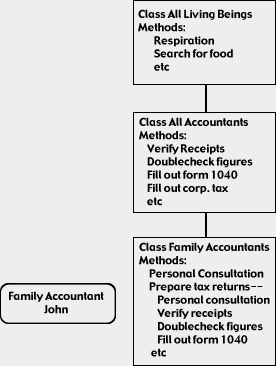 Class All Living Beings
Methods:
Respiration
Search for food
etc
Class All Accountants
Methods:
Verify Receipts
Doublecheck figures
Fill out form 1040
Fill out corp. tax
etc
Class Family Accountants
Methods:
Personal Consultation
Prepare tax returns--
Personal consultation
Verify receipts
Doublecheck figures
Fill out form 1040
etc
Family Accountant
John